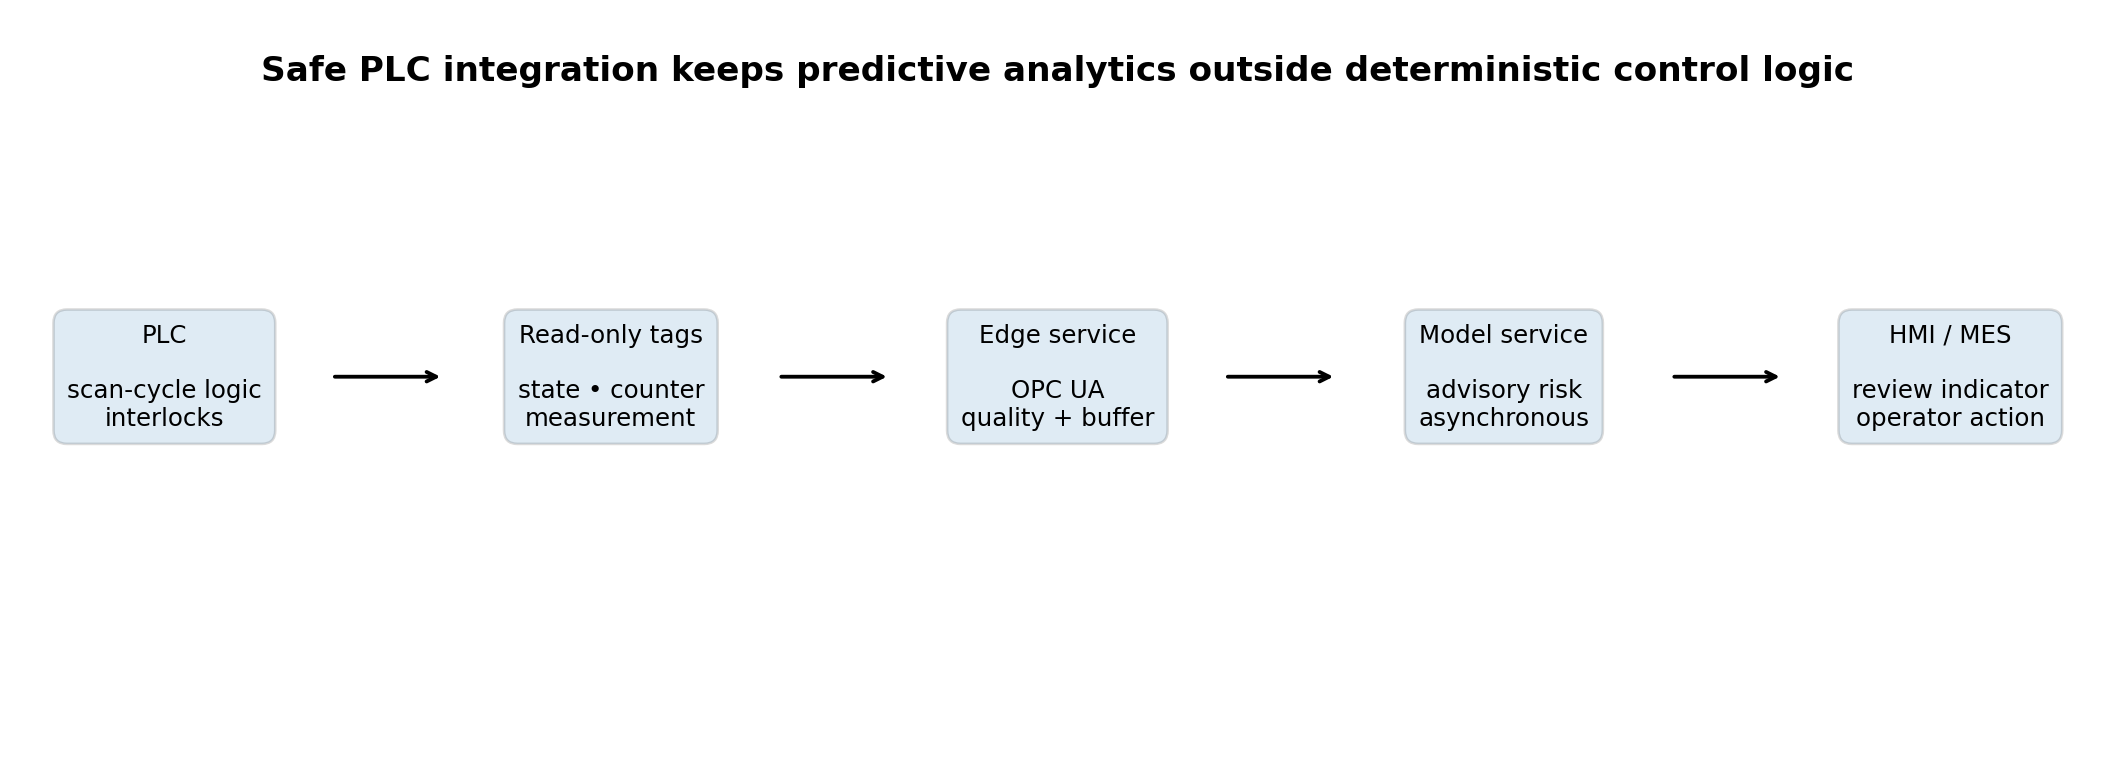 Safe PLC integration keeps predictive analytics outside deterministic control logic
PLC
scan-cycle logic
interlocks
Read-only tags
state • counter
measurement
Edge service
OPC UA
quality + buffer
Model service
advisory risk
asynchronous
HMI / MES
review indicator
operator action